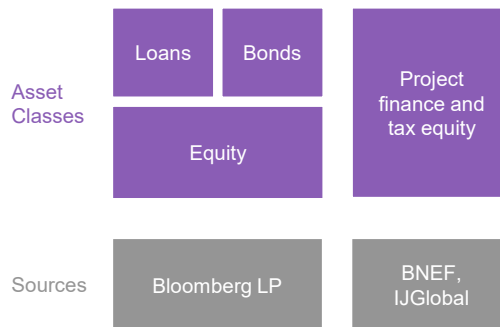 Asset
Classes
Loans
Bonds
Equity
Project
finance and
tax equity
Sources
Bloomberg LP
BNEF,
IJGlobal